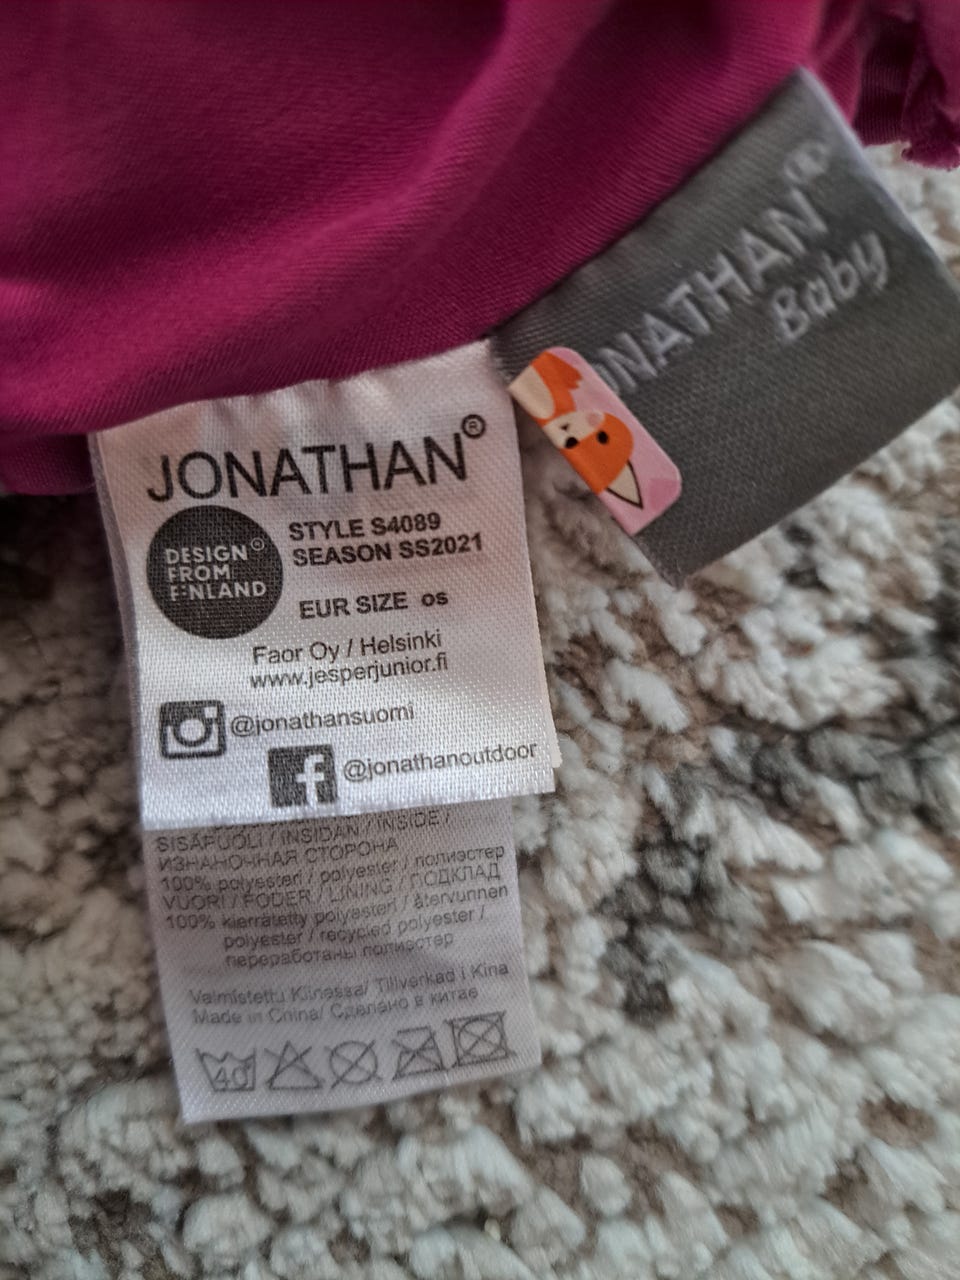 JONATHAN®
DESIGN®
FROM
FINLAND
STYLE S4089
SEASON SS2021
EUR SIZE os
Faor Oy / Helsinki
www.jesperjunior.fi
@jonathansuomi
f @jonathanoutdoor
SISÄPUOLI / INSIDAN / INSIDE /
ИЗНАНОЧНАЯ СТОРОНА
100% polyesteri / polyester / полиэстер
VUORI / FODER / LINING / ПОДКЛАД
100% kierrätetty polyesteri / återvunnen
polyester / recycled polyester /
переработаны полиэстер
Valmistettu Kiinassa/ Tillverkad i Kina
Made in China/ Сделано в китае
40°
ONATHAN®
Baby